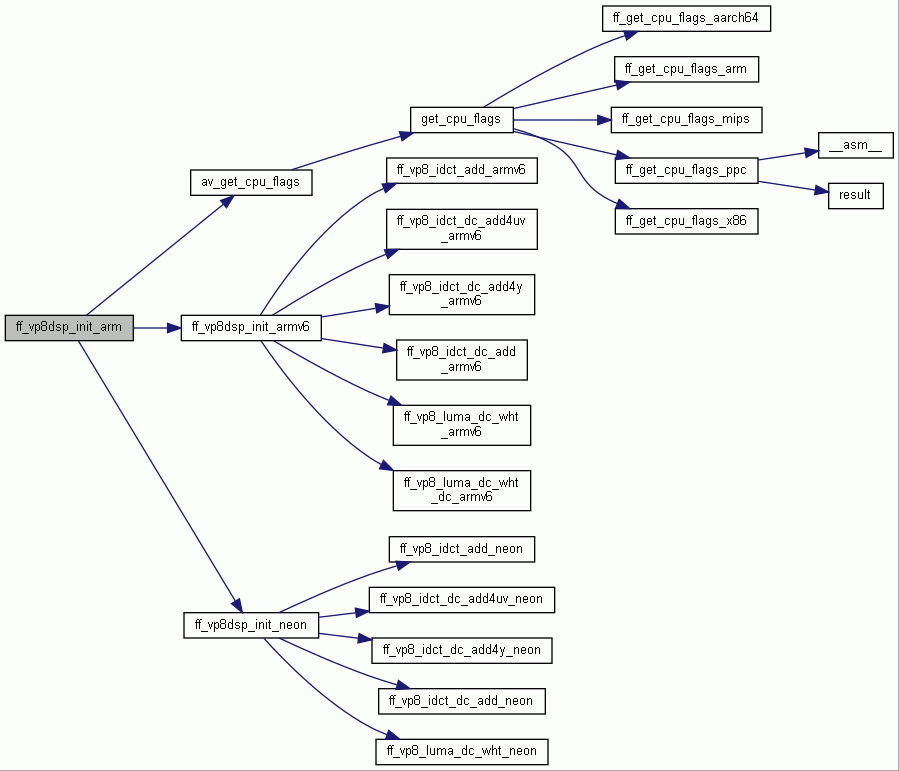 ff_get_cpu_flags_aarch64
ff_get_cpu_flags_arm
get_cpu_flags
ff_get_cpu_flags_mips
__asm__
ff_vp8_idct_add_armv6
ff_get_cpu_flags_ppc
av_get_cpu_flags
result
ff_vp8_idct_dc_add4uv
_armv6
ff_get_cpu_flags_x86
ff_vp8_idct_dc_add4y
_armv6
ff_vp8dsp_init_arm
ff_vp8dsp_init_armv6
ff_vp8_idct_dc_add
_armv6
ff_vp8_luma_dc_wht
_armv6
ff_vp8_luma_dc_wht
_dc_armv6
ff_vp8_idct_add_neon
ff_vp8_idct_dc_add4uv_neon
ff_vp8dsp_init_neon
ff_vp8_idct_dc_add4y_neon
ff_vp8_idct_dc_add_neon
ff_vp8_luma_dc_wht_neon